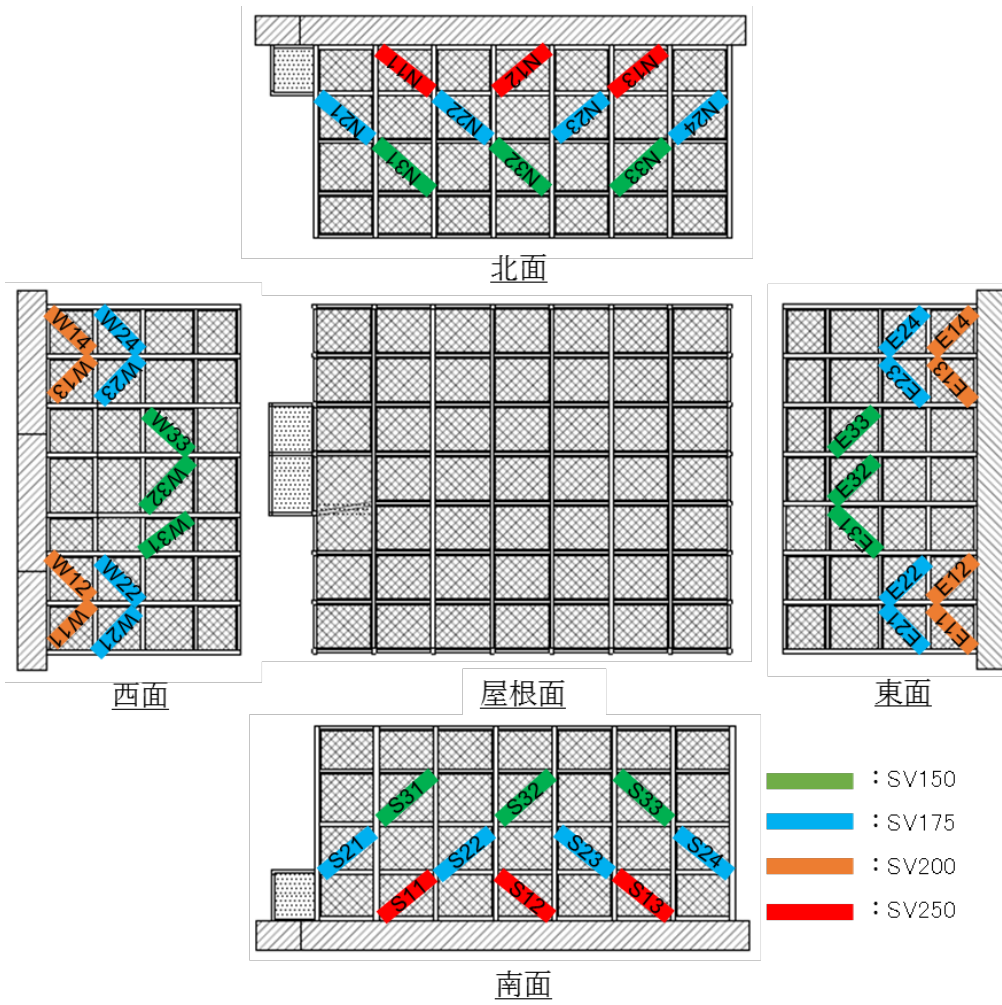 N11
N12
N13
N21
N22
N23
N24
N31
N32
N33
北面
W14
W24
W13
W23
W33
W32
W31
W12
W22
W11
W21
西面
屋根面
E24
E14
E23
E13
E33
E32
E31
E22
E12
E21
E11
東面
S31
S32
S33
S21
S22
S23
S24
S11
S12
S13
南面
：SV150
：SV175
：SV200
：SV250